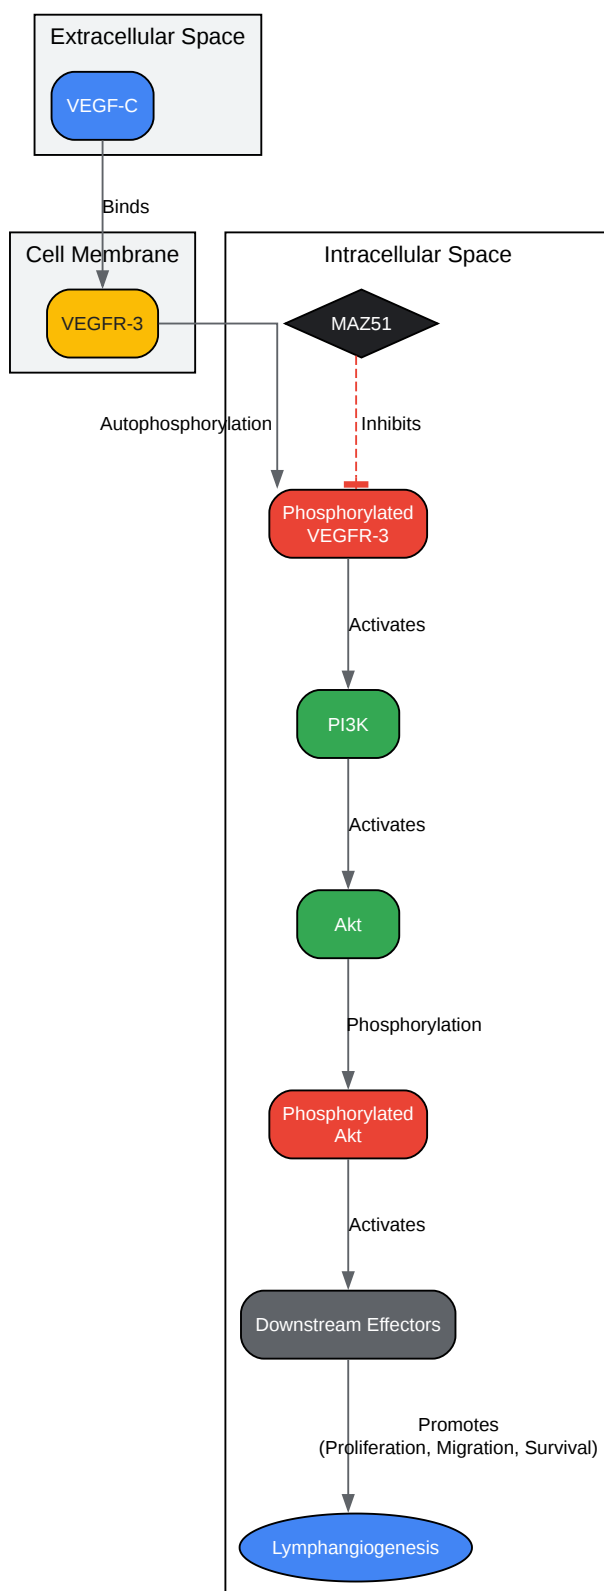 Extracellular Space
VEGF-C
Binds
Cell Membrane
VEGFR-3
Intracellular Space
MAZ51
Autophosphorylation
Inhibits
Phosphorylated
VEGFR-3
Activates
PI3K
Activates
Akt
Phosphorylation
Phosphorylated
Akt
Activates
Downstream Effectors
Promotes
(Proliferation, Migration, Survival)
Lymphangiogenesis